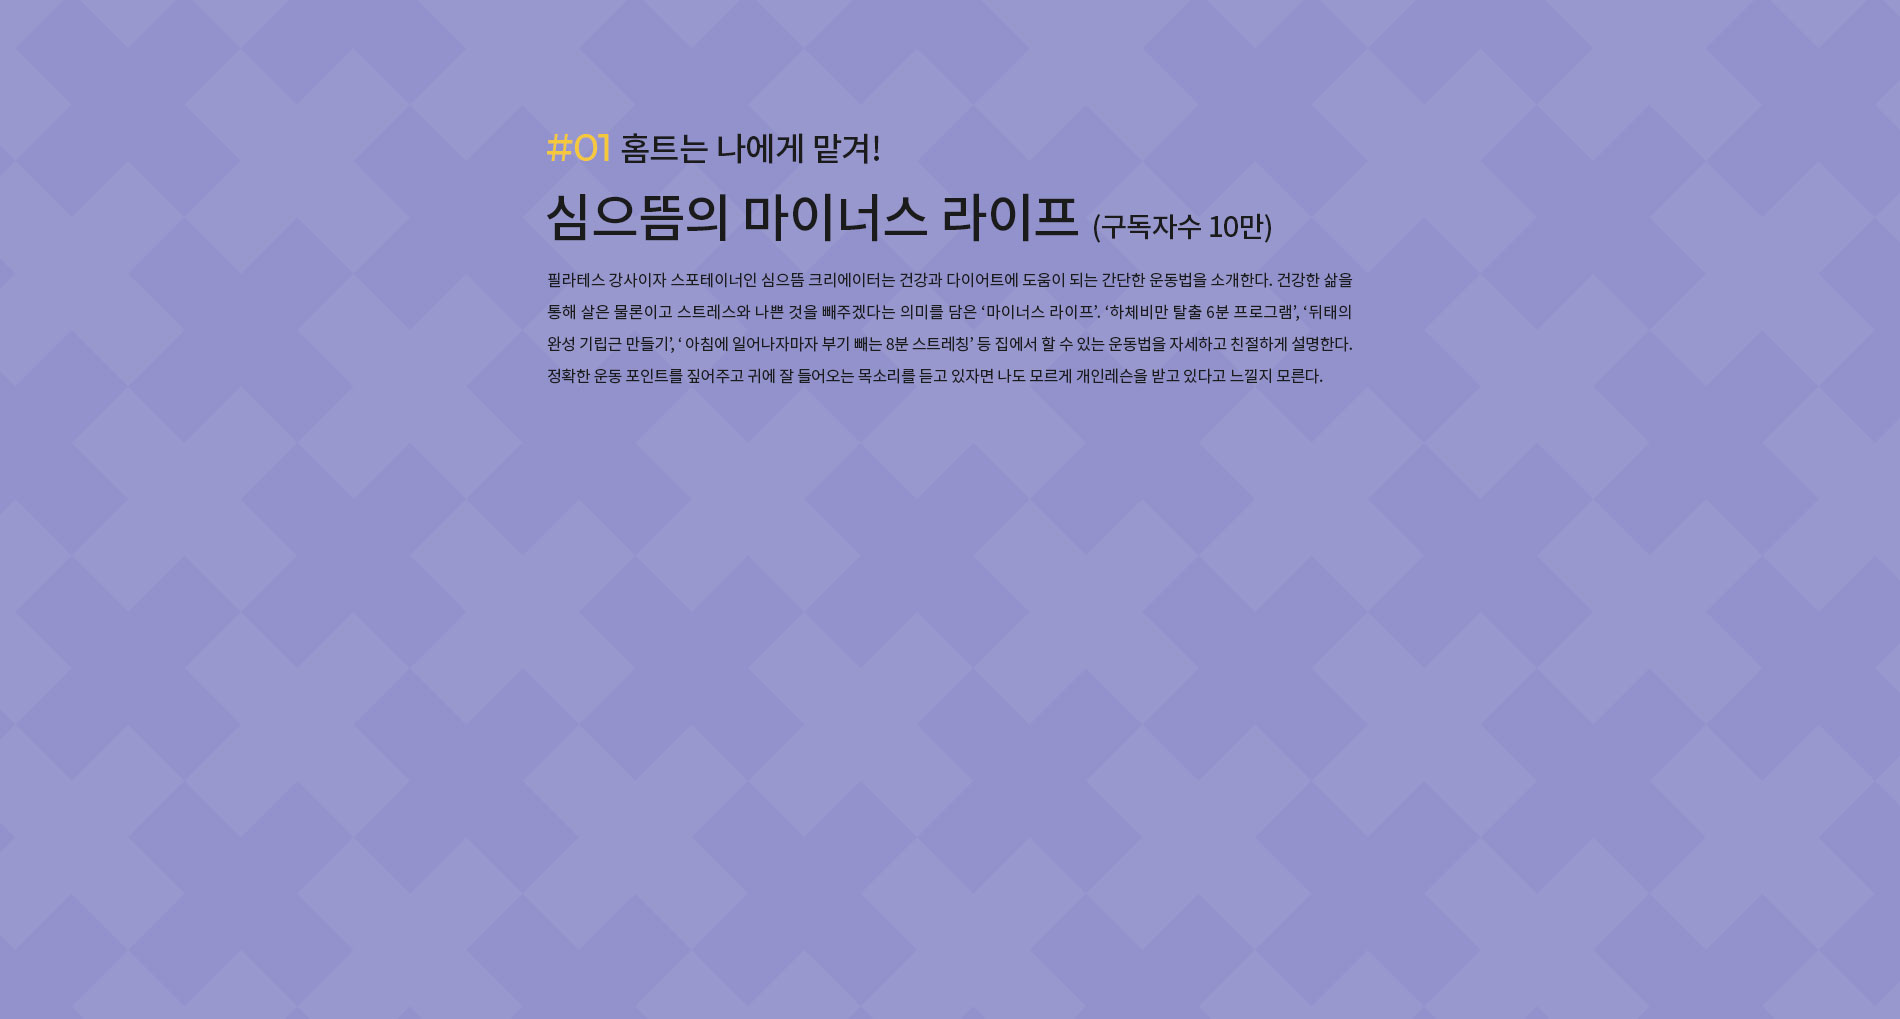 #01 홈트는 나에게 맡겨!
심으뜸의 마이너스 라이프 (구독자수 10만)
필라테스 강사이자 스포테이너인 심으뜸 크리에이터는 건강과 다이어트에 도움이 되는 간단한 운동법을 소개한다. 건강한 삶을
통해 살은 물론이고 스트레스와 나쁜 것을 빼주겠다는 의미를 담은 ‘마이너스 라이프’. ‘하체비만 탈출 6분 프로그램’, ‘뒤태의
완성 기립근 만들기’, ‘ 아침에 일어나자마자 부기 빼는 8분 스트레칭’ 등 집에서 할 수 있는 운동법을 자세하고 친절하게 설명한다.
정확한 운동 포인트를 짚어주고 귀에 잘 들어오는 목소리를 듣고 있자면 나도 모르게 개인레슨을 받고 있다고 느낄지 모른다.